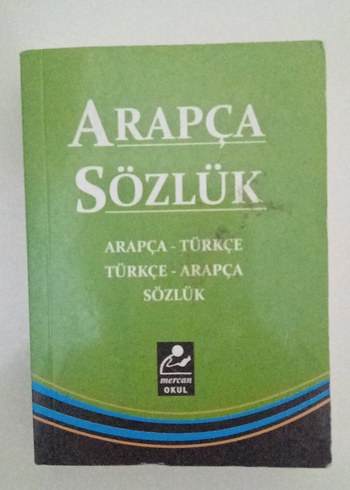 ARAPÇA
SÖZLÜK
ARAPÇA - TÜRKÇE
TÜRKÇE - ARAPÇA
SÖZLÜK
mercan
OKUL